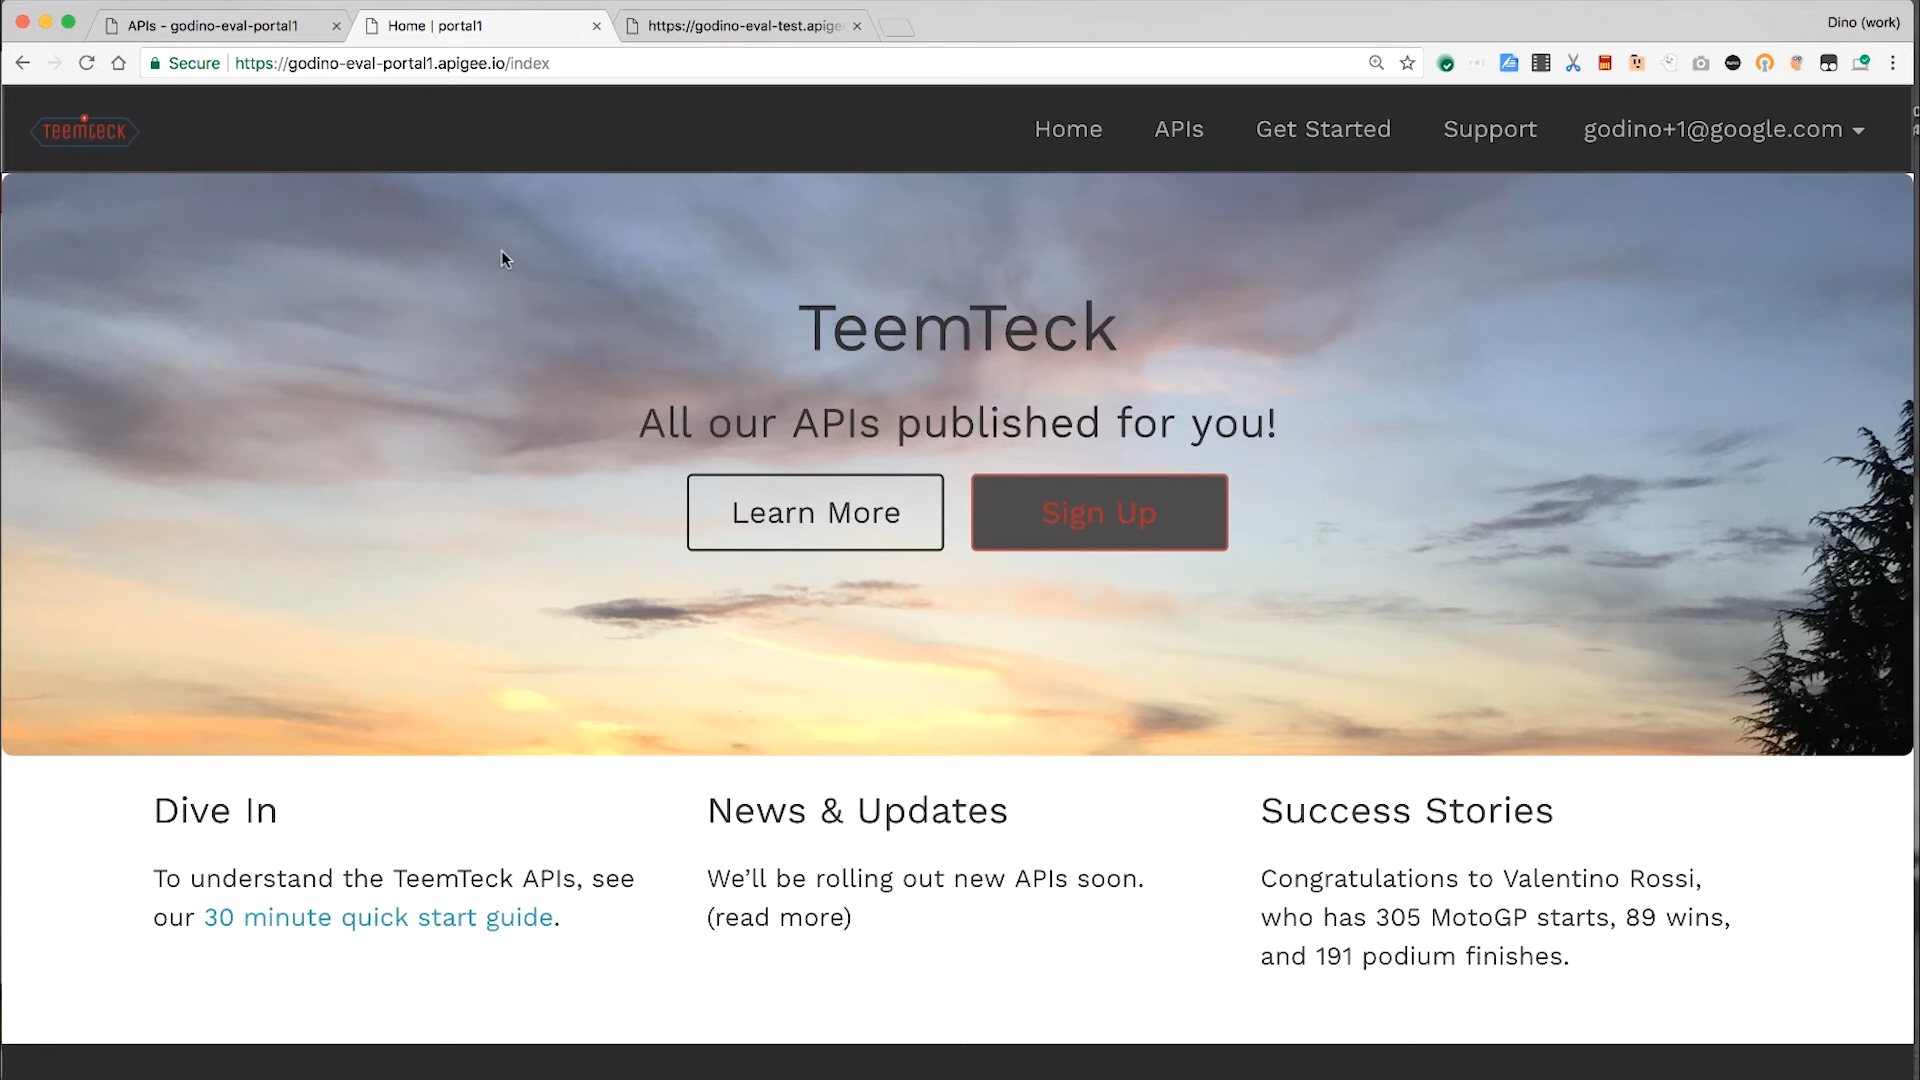 APIs - godino-eval-portal1
Home | portal1
https://godino-eval-test.apige
Dino (work)
Secure https://godino-eval-portal1.apigee.io/index
TEEMTECK
Home APIs Get Started Support godino+1@google.com
TeemTeck
All our APIs published for you!
Learn More Sign Up
Dive In
To understand the TeemTeck APIs, see
our 30 minute quick start guide.
News & Updates
We’ll be rolling out new APIs soon.
(read more)
Success Stories
Congratulations to Valentino Rossi,
who has 305 MotoGP starts, 89 wins,
and 191 podium finishes.